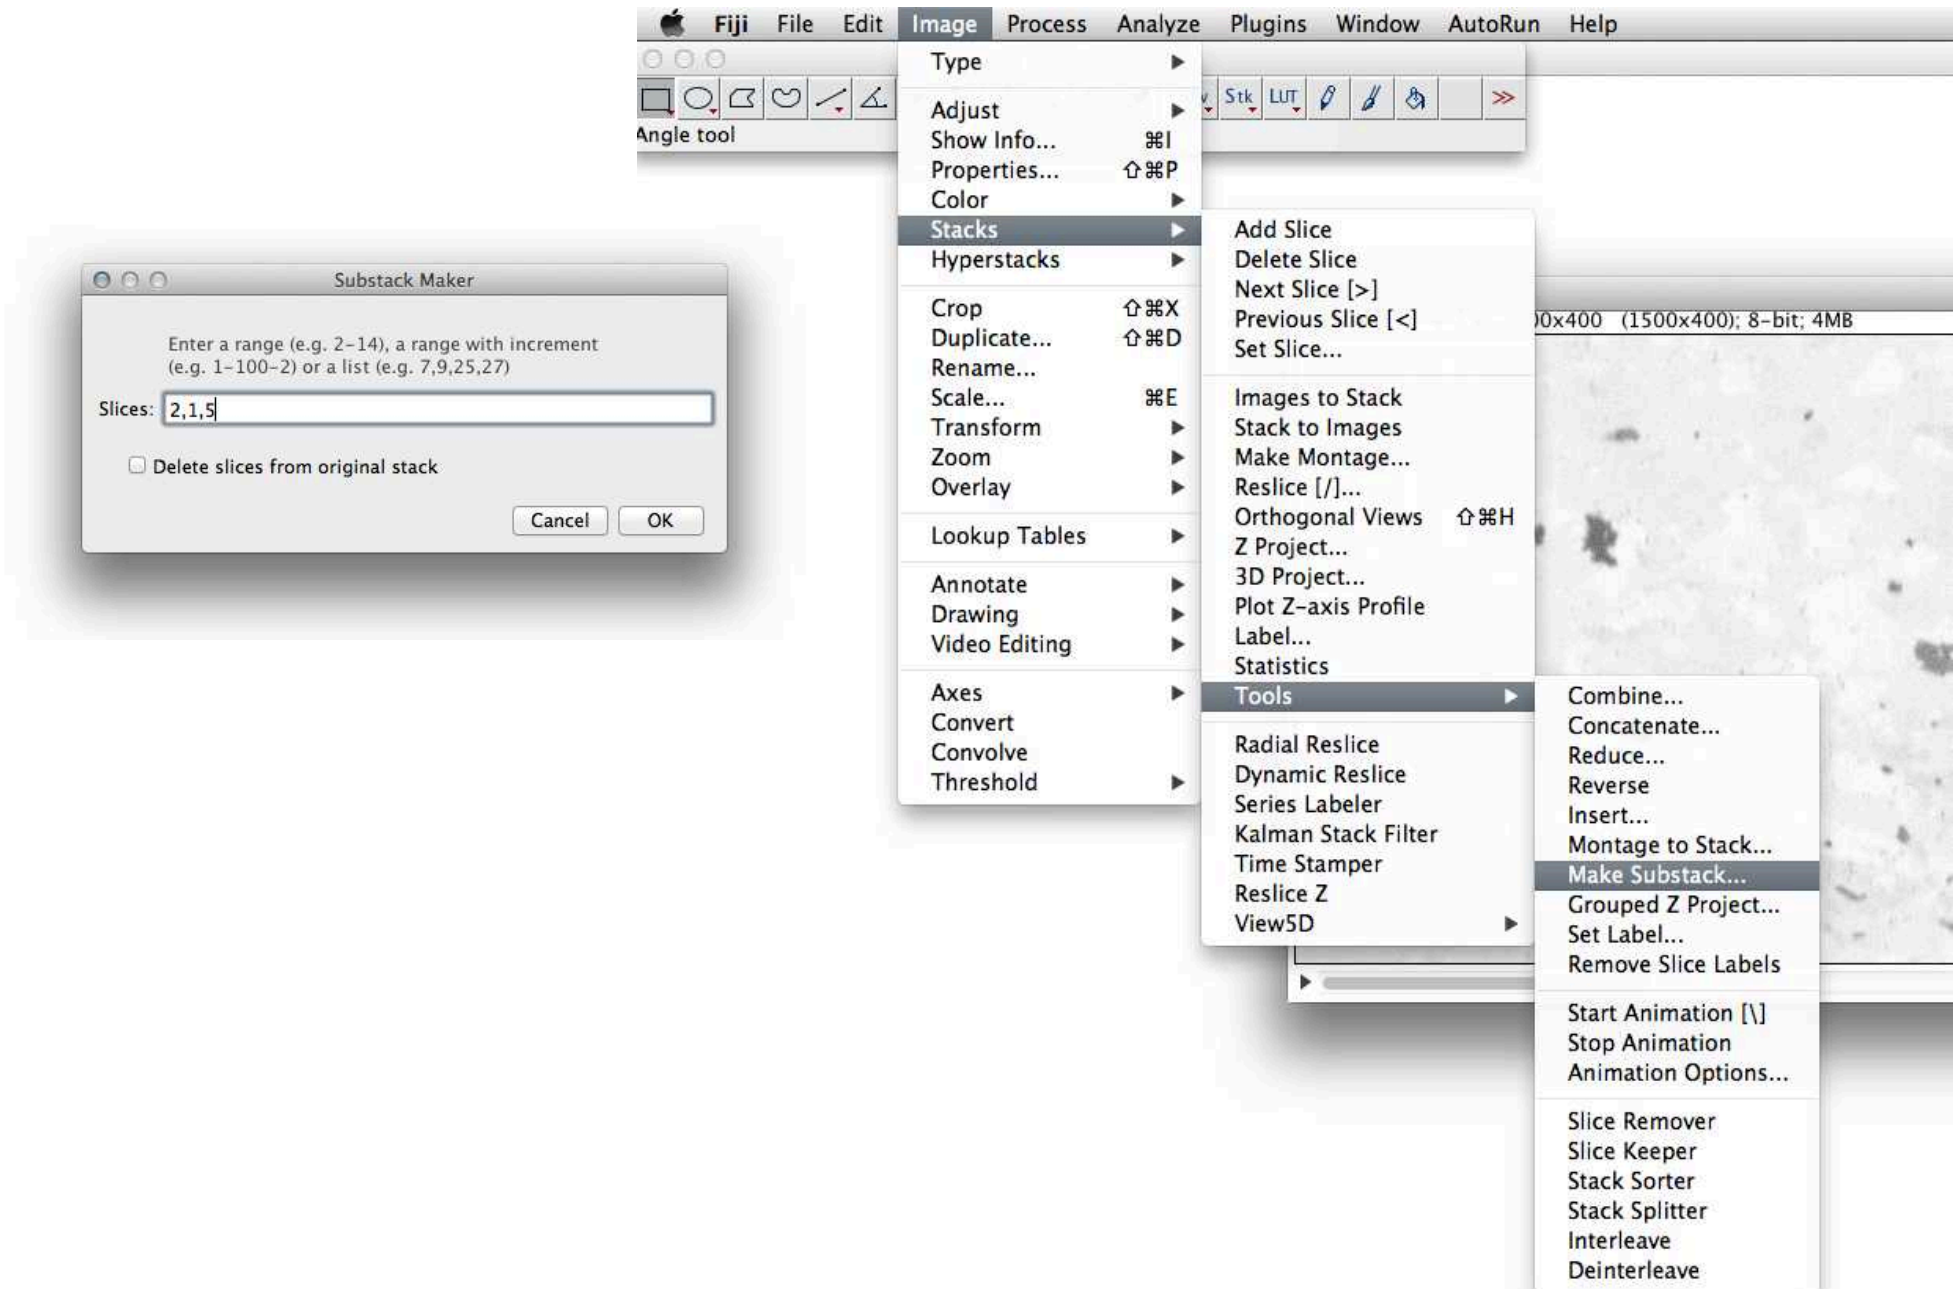 Fiji File Edit Image Process Analyze Plugins Window AutoRun Help
Stk LUT
Angle tool
Type
Adjust
Show Info... ⌘I
Properties... ⇧⌘P
Color
Stacks
Hyperstacks
Crop ⇧⌘X
Duplicate... ⇧⌘D
Rename...
Scale... ⌘E
Transform
Zoom
Overlay
Lookup Tables
Annotate
Drawing
Video Editing
Axes
Convert
Convolve
Threshold
Add Slice
Delete Slice
Next Slice [>]
Previous Slice [<]
Set Slice...
Images to Stack
Stack to Images
Make Montage...
Reslice [/]...
Orthogonal Views ⇧⌘H
Z Project...
3D Project...
Plot Z-axis Profile
Label...
Statistics
Tools
Radial Reslice
Dynamic Reslice
Series Labeler
Kalman Stack Filter
Time Stamper
Reslice Z
View5D
Combine...
Concatenate...
Reduce...
Reverse
Insert...
Montage to Stack...
Make Substack...
Grouped Z Project...
Set Label...
Remove Slice Labels
Start Animation [\]
Stop Animation
Animation Options...
Slice Remover
Slice Keeper
Stack Sorter
Stack Splitter
Interleave
Deinterleave
0x400 (1500x400); 8-bit; 4MB
Substack Maker
Enter a range (e.g. 2-14), a range with increment
(e.g. 1-100-2) or a list (e.g. 7,9,25,27)
Slices: 2,1,5
Delete slices from original stack
Cancel OK